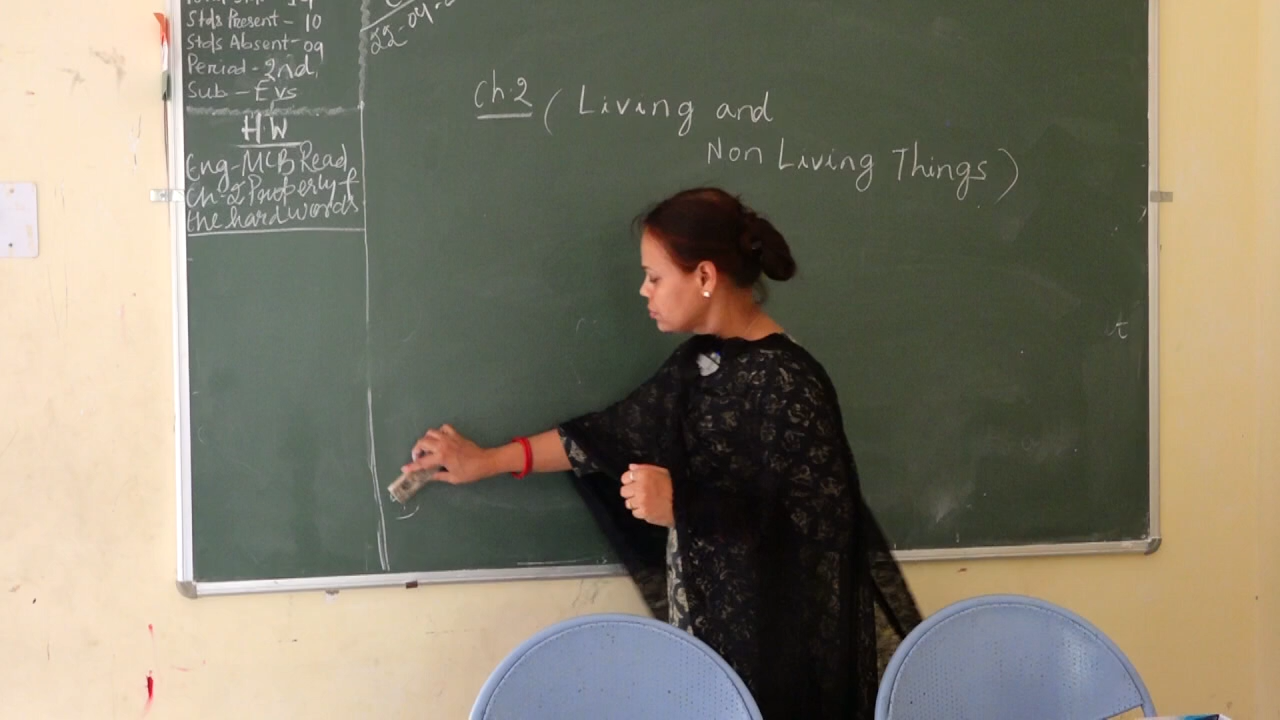 Stds Present - 10
Stds Absent - 09
Period - 2nd
Sub - Evs
H.W
Eng - MCB Read
Ch-2 Properly &
the hard words
22-04-
Ch.2 ( Living and
Non Living Things )
t